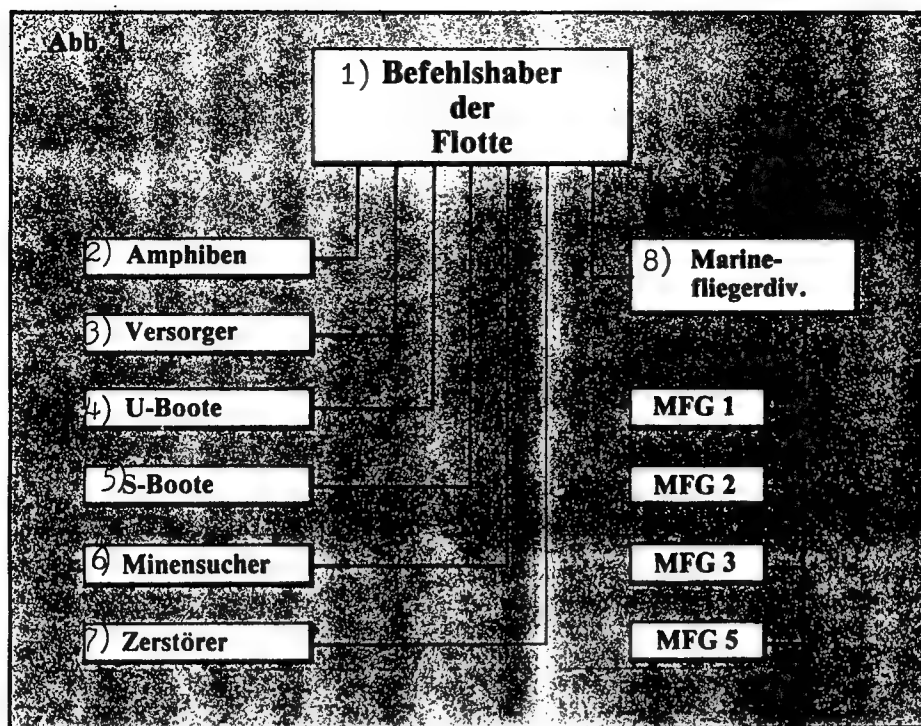 Abb. 1
1) Befehlshaber
der
Flotte
2) Amphiben
3) Versorger
4) U-Boote
5) S-Boote
6) Minensucher
7) Zerstörer
8) Marine-
fliegerdiv.
MFG 1
MFG 2
MFG 3
MFG 5